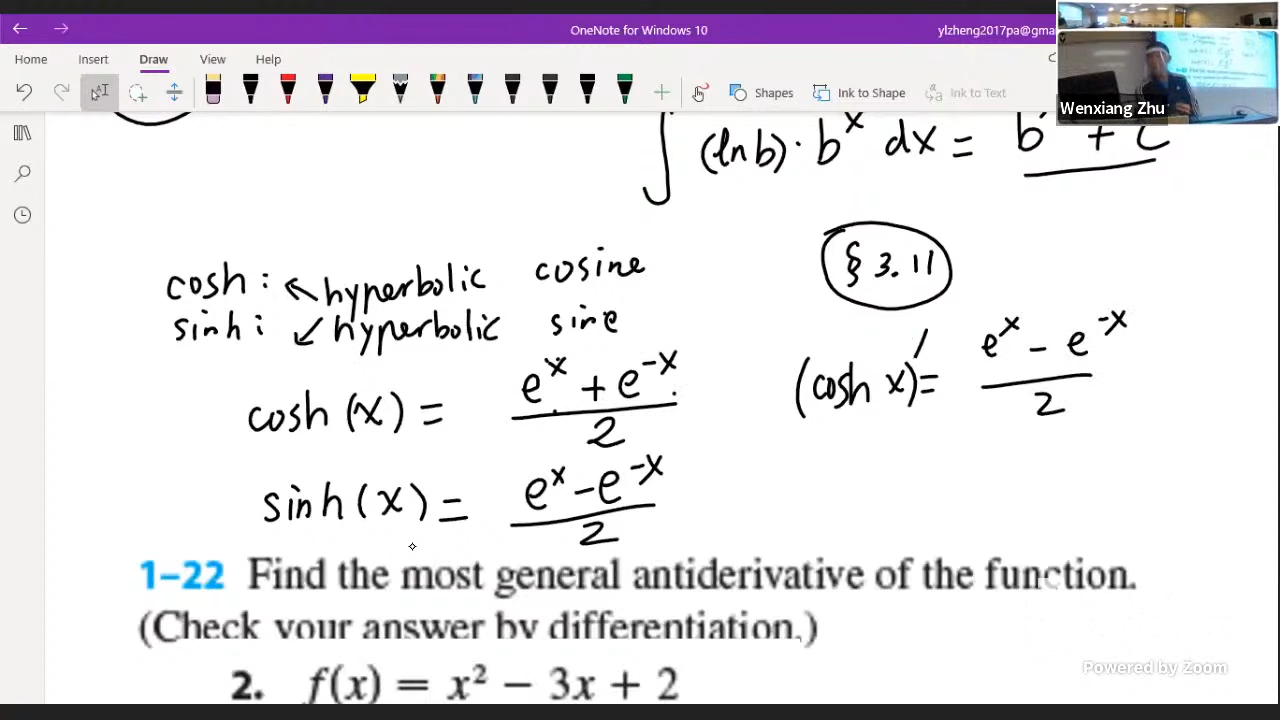 OneNote for Windows 10
ylzheng2017pa@gma
Home Insert Draw View Help
Shapes Ink to Shape Ink to Text
Wenxiang Zhu
∫ (ln b) · b^x dx = b^x + C
cosh : ↖ hyperbolic cosine
§ 3.11
sinh : ↙ hyperbolic sine
cosh (x) = (e^x + e^-x)/2
(cosh x)' = (e^x - e^-x)/2
sinh (x) = (e^x - e^-x)/2
1–22 Find the most general antiderivative of the function.
(Check your answer by differentiation.)
2. f(x) = x² − 3x + 2
Powered by Zoom